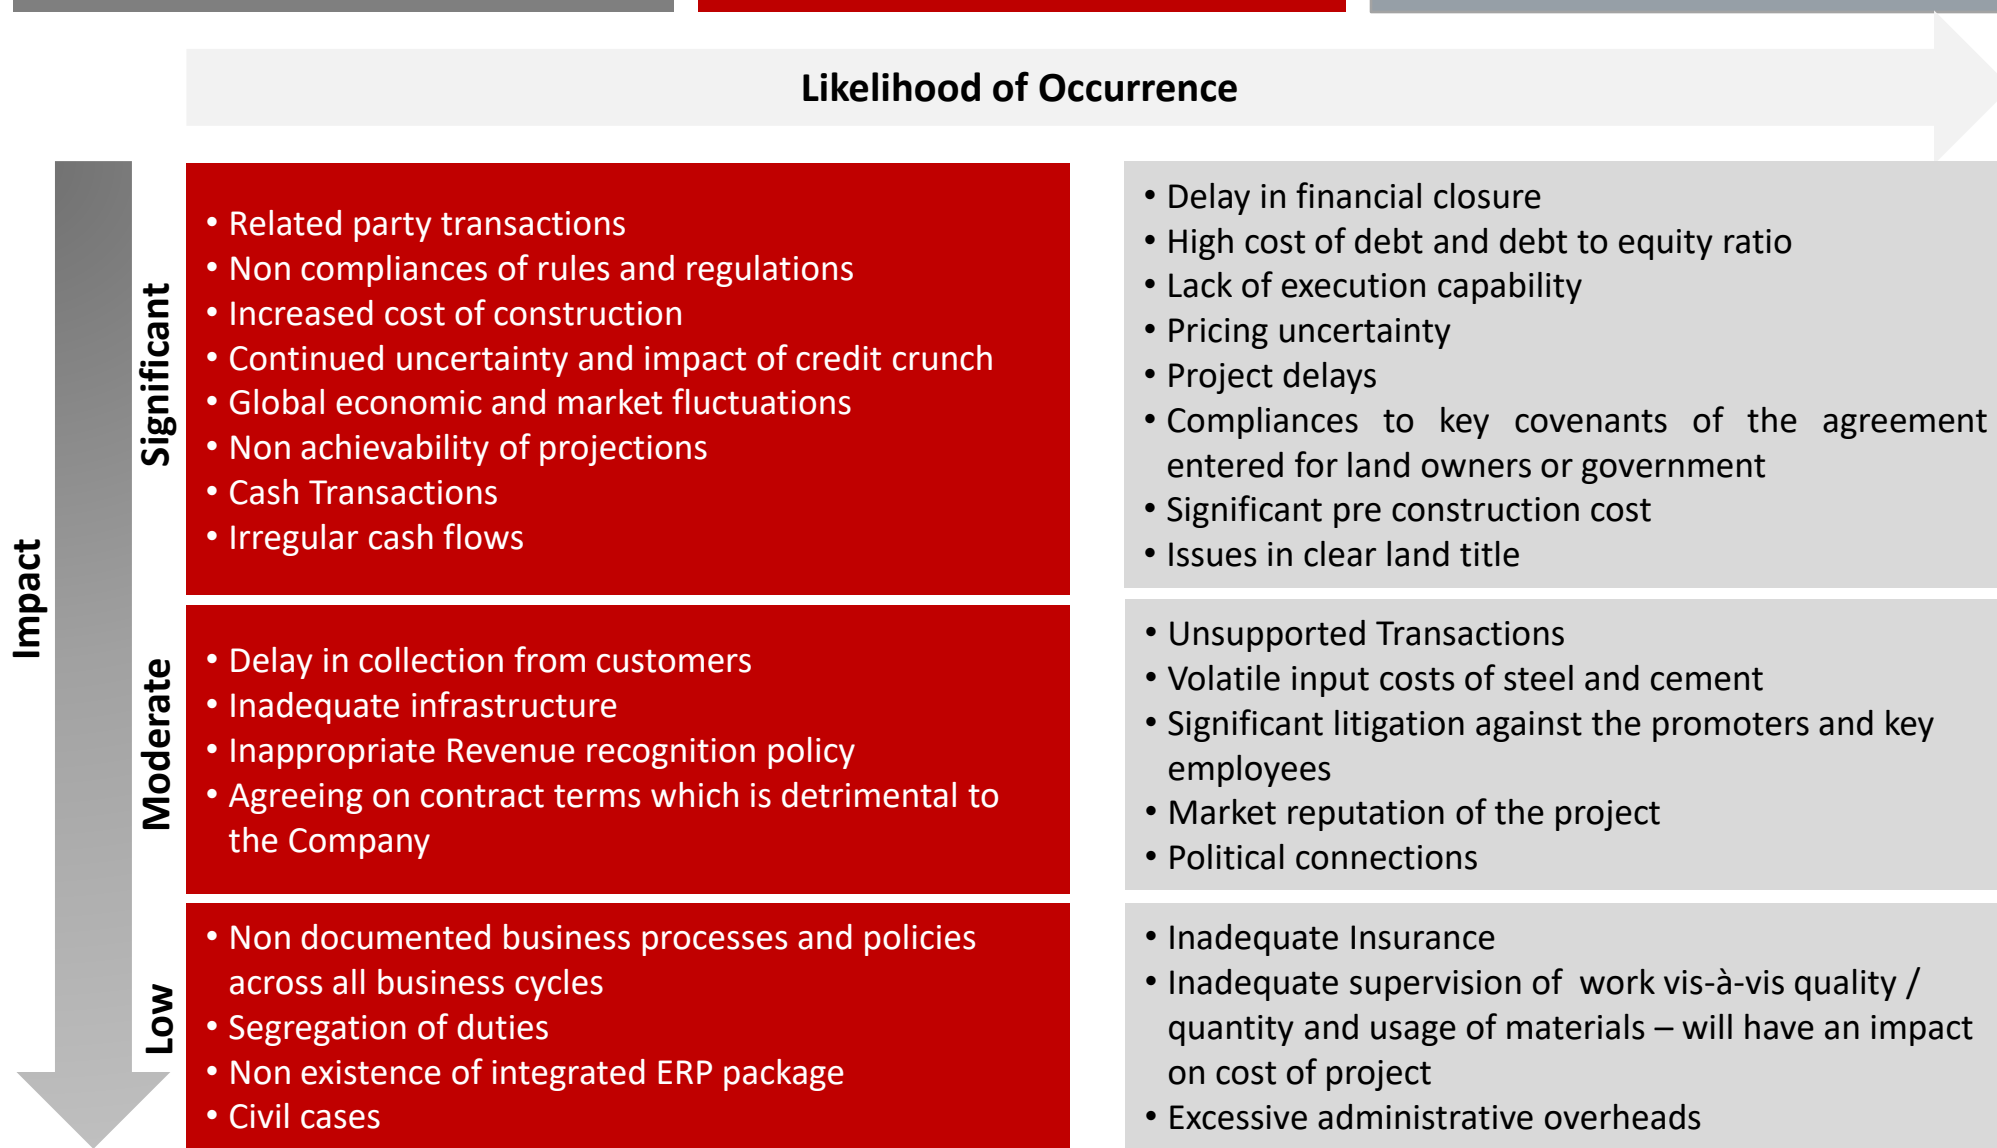 Likelihood of Occurrence
Impact
Significant
• Related party transactions
• Non compliances of rules and regulations
• Increased cost of construction
• Continued uncertainty and impact of credit crunch
• Global economic and market fluctuations
• Non achievability of projections
• Cash Transactions
• Irregular cash flows
• Delay in financial closure
• High cost of debt and debt to equity ratio
• Lack of execution capability
• Pricing uncertainty
• Project delays
• Compliances to key covenants of the agreement
entered for land owners or government
• Significant pre construction cost
• Issues in clear land title
Moderate
• Delay in collection from customers
• Inadequate infrastructure
• Inappropriate Revenue recognition policy
• Agreeing on contract terms which is detrimental to
the Company
• Unsupported Transactions
• Volatile input costs of steel and cement
• Significant litigation against the promoters and key
employees
• Market reputation of the project
• Political connections
Low
• Non documented business processes and policies
across all business cycles
• Segregation of duties
• Non existence of integrated ERP package
• Civil cases
• Inadequate Insurance
• Inadequate supervision of work vis-à-vis quality /
quantity and usage of materials – will have an impact
on cost of project
• Excessive administrative overheads